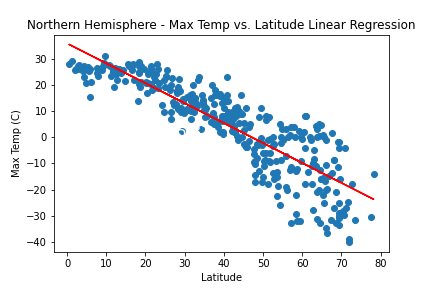 Northern Hemisphere - Max Temp vs. Latitude Linear Regression
Max Temp (C)
30
20
10
0
−10
−20
−30
−40
0 10 20 30 40 50 60 70 80
Latitude